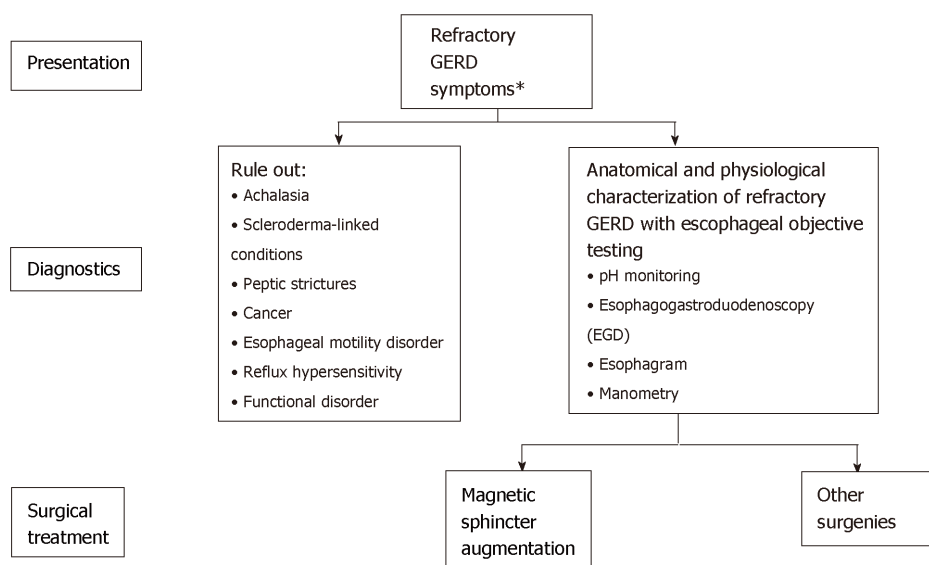 Presentation
Refractory
GERD
symptoms*
Rule out:
• Achalasia
• Scleroderma-linked
conditions
• Peptic strictures
• Cancer
• Esophageal motility disorder
• Reflux hypersensitivity
• Functional disorder
Anatomical and physiological
characterization of refractory
GERD with escophageal objective
testing
• pH monitoring
• Esophagogastroduodenoscopy
(EGD)
• Esophagram
• Manometry
Diagnostics
Surgical
treatment
Magnetic
sphincter
augmentation
Other
surgenies